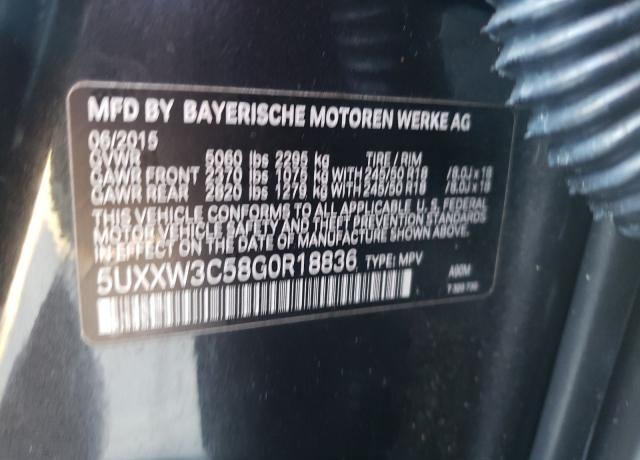 MFD BY BAYERISCHE MOTOREN WERKE AG
06/2015
GVWR 5060 lbs 2295 kg TIRE / RIM
GAWR FRONT 2370 lbs 1075 kg WITH 245/50 R18 /8.0J x 18
GAWR REAR 2820 lbs 1279 kg WITH 245/50 R18 /8.0J x 18
THIS VEHICLE CONFORMS TO ALL APPLICABLE U. S. FEDERAL
MOTOR VEHICLE SAFETY AND THEFT PREVENTION STANDARDS
IN EFFECT ON THE DATE OF MANUFACTURE SHOWN ABOVE.
5UXXW3C58G0R18836 TYPE: MPV